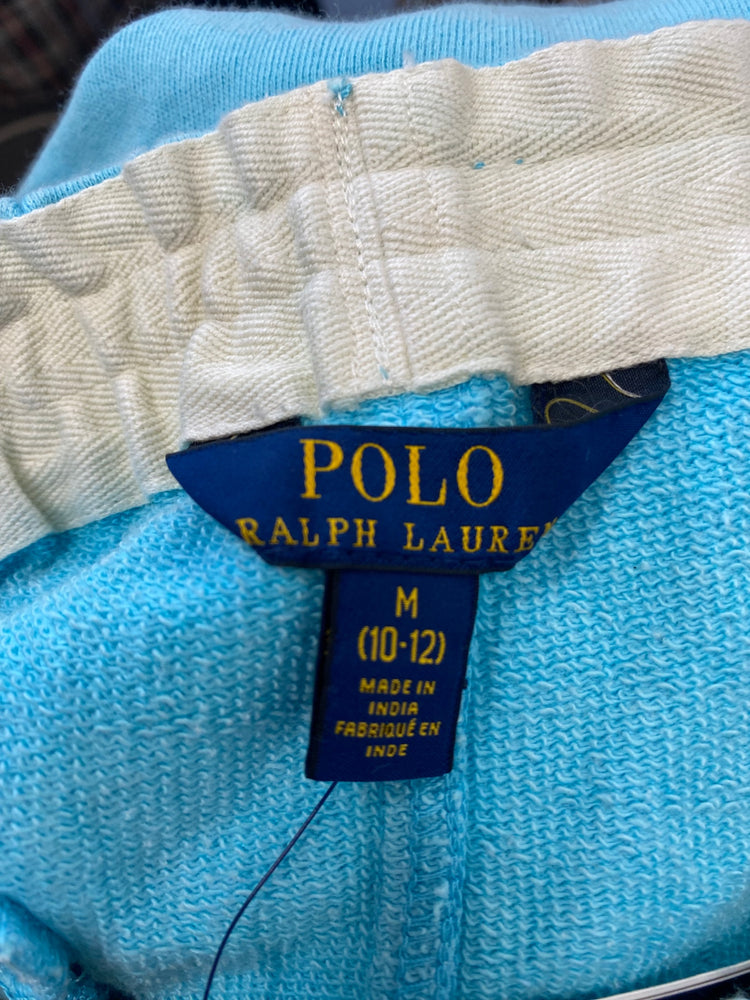 POLO
RALPH LAUREN
M
(10-12)
MADE IN
INDIA
FABRIQUÉ EN
INDE